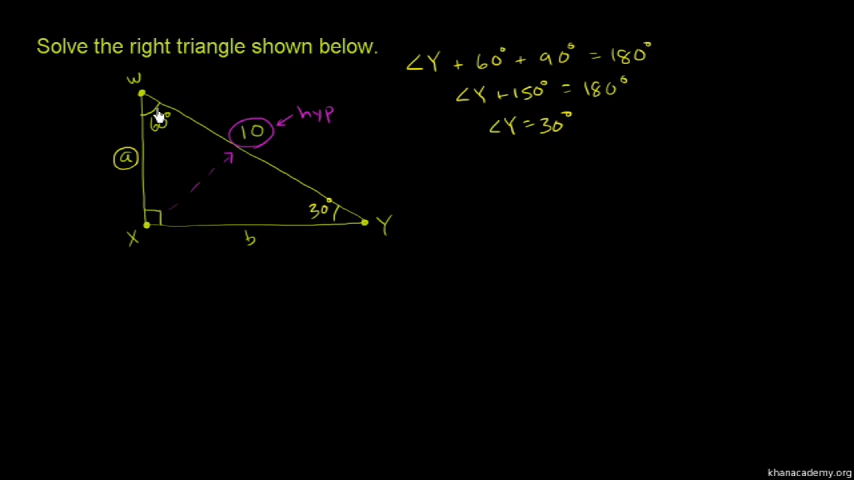 Solve the right triangle shown below.
∠Y + 60° + 90° = 180°
∠Y + 150° = 180°
∠Y = 30°
W
60°
10
hyp
a
30°
X
b
Y
khanacademy.org